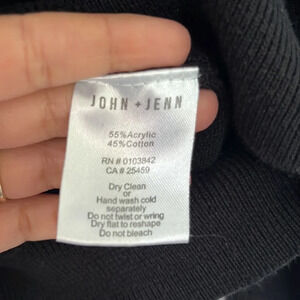 JOHN + JENN
55%Acrylic
45%Cotton
RN # 0103842
CA # 25459
Dry Clean
or
Hand wash cold
separately
Do not twist or wring
Dry flat to reshape
Do not bleach